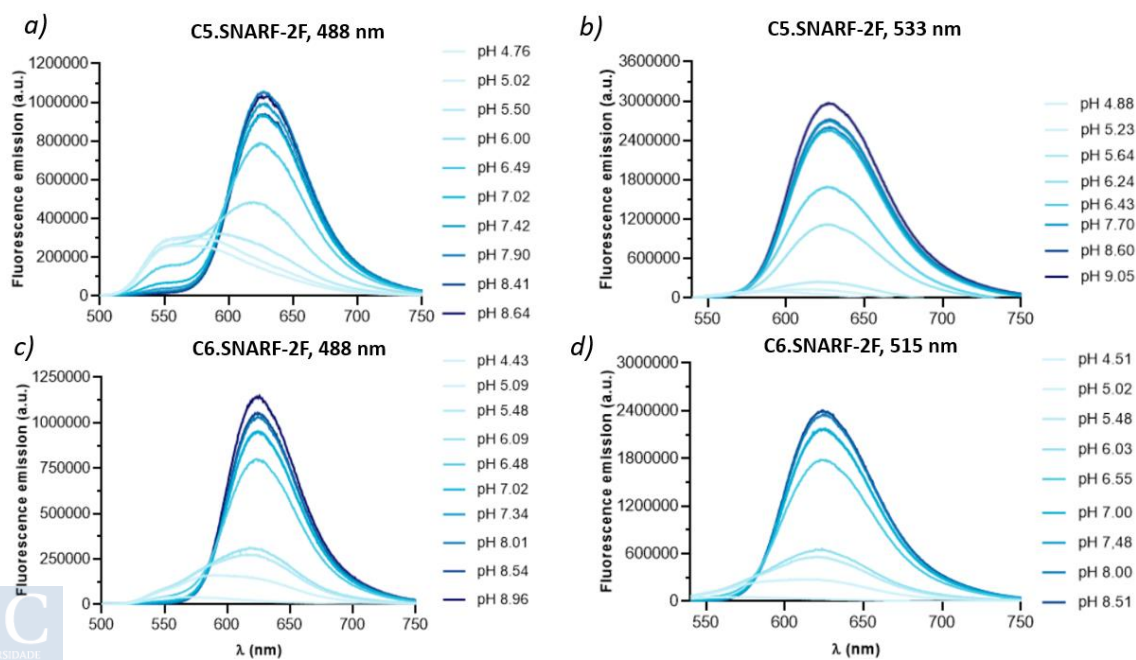 a)
C5.SNARF-2F, 488 nm
Fluorescence emission (a.u.)
1200000
1000000
800000
600000
400000
200000
0
500 550 600 650 700 750
pH 4.76
pH 5.02
pH 5.50
pH 6.00
pH 6.49
pH 7.02
pH 7.42
pH 7.90
pH 8.41
pH 8.64
b)
C5.SNARF-2F, 533 nm
Fluorescence emission (a.u.)
3600000
3000000
2400000
1800000
1200000
600000
0
550 600 650 700 750
pH 4.88
pH 5.23
pH 5.64
pH 6.24
pH 6.43
pH 7.70
pH 8.60
pH 9.05
c)
C6.SNARF-2F, 488 nm
Fluorescence emission (a.u.)
1250000
1000000
750000
500000
250000
0
500 550 600 650 700 750
λ (nm)
pH 4.43
pH 5.09
pH 5.48
pH 6.09
pH 6.48
pH 7.02
pH 7.34
pH 8.01
pH 8.54
pH 8.96
d)
C6.SNARF-2F, 515 nm
Fluorescence emission (a.u.)
3000000
2400000
1800000
1200000
600000
0
550 600 650 700 750
λ (nm)
pH 4.51
pH 5.02
pH 5.48
pH 6.03
pH 6.55
pH 7.00
pH 7,48
pH 8.00
pH 8.51
C
RSIDADE